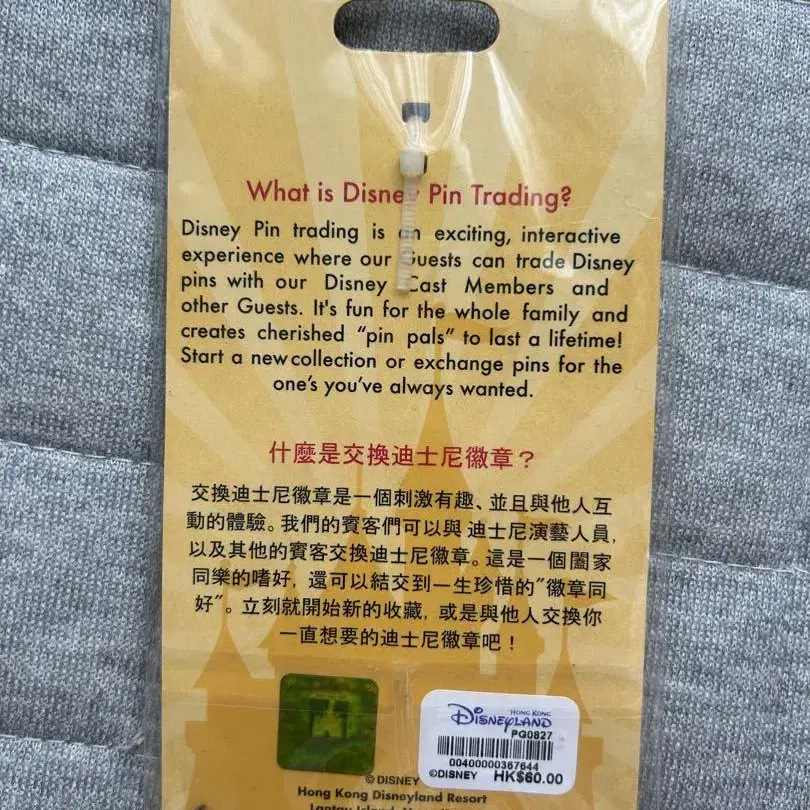 What is Disney Pin Trading?
Disney Pin trading is an exciting, interactive
experience where our Guests can trade Disney
pins with our Disney Cast Members and
other Guests. It's fun for the whole family and
creates cherished "pin pals" to last a lifetime!
Start a new collection or exchange pins for the
one's you've always wanted.
什麼是交換迪士尼徽章？
交換迪士尼徽章是一個刺激有趣、並且與他人互
動的體驗。我們的賓客們可以與 迪士尼演藝人員,
以及其他的賓客交換迪士尼徽章。這是一個闔家
同樂的嗜好, 還可以結交到一生珍惜的"徽章同
好"。立刻就開始新的收藏, 或是與他人交換你
一直想要的迪士尼徽章吧！
HONG KONG
Disneyland
PG0827
00400000367644
©DISNEY HK$60.00
© DISNEY
Hong Kong Disneyland Resort
Lantau Island,